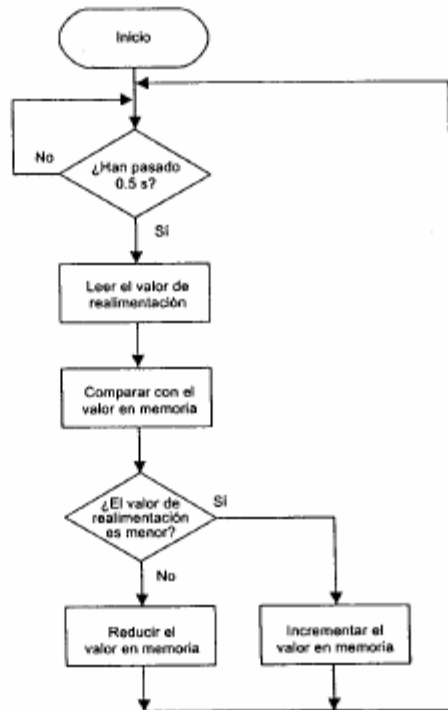 Inicio
No
¿Han pasado
0.5 s?
Sí
Leer el valor de
realimentación
Comparar con el
valor en memoria
¿El valor de
realimentación
es menor?
Sí
No
Reducir el
valor en memoria
Incrementar el
valor en memoria